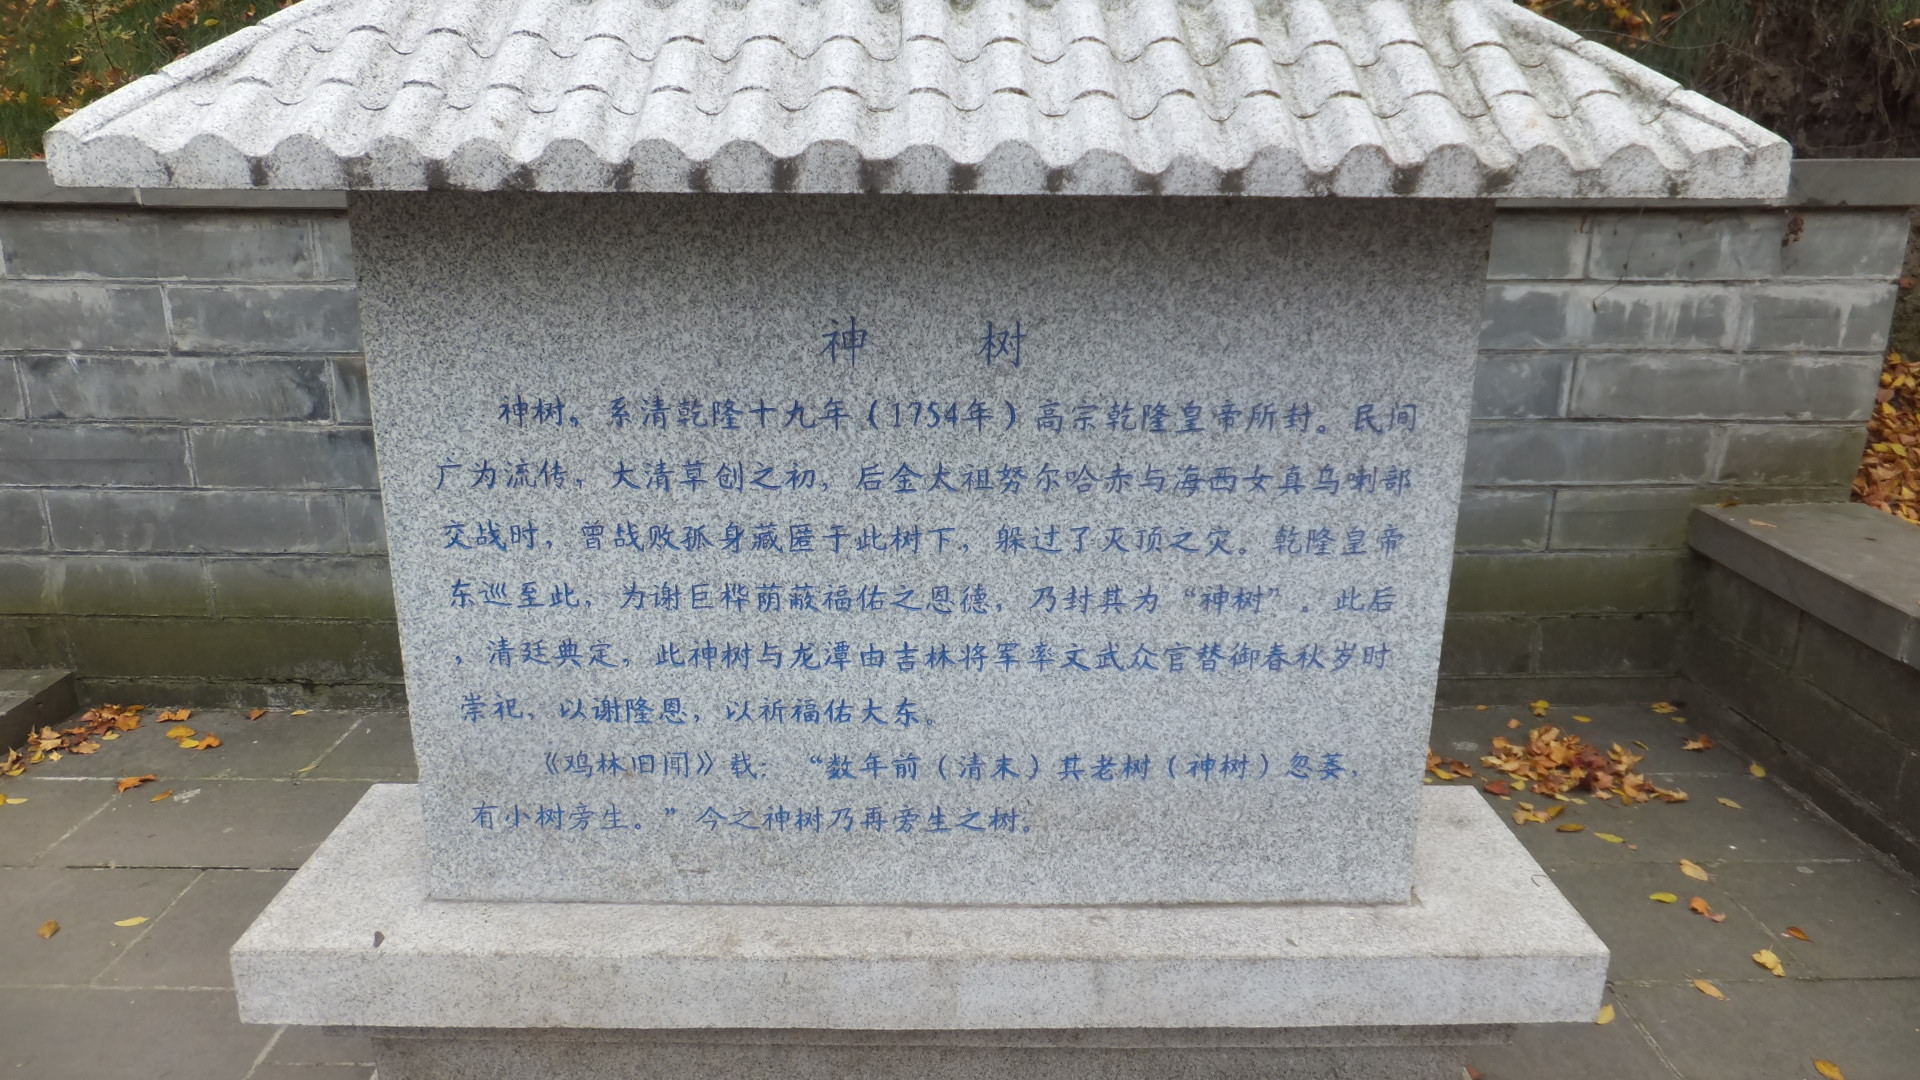 神 树
神树。系清乾隆十九年（1754年）高宗乾隆皇帝所封。民间
广为流传，大清草创之初，后金太祖努尔哈赤与海西女真乌喇部
交战时，曾战败孤身藏匿于此树下，躲过了灭顶之灾。乾隆皇帝
东巡至此，为谢巨桦荫蔽福佑之恩德，乃封其为“神树”。此后
，清廷典定，此神树与龙潭由吉林将军率文武众官替御春秋岁时
崇祀，以谢隆恩，以祈福佑大东。
《鸡林旧闻》载：“数年前（清末）其老树（神树）忽萎，
有小树旁生。”今之神树乃再旁生之树。